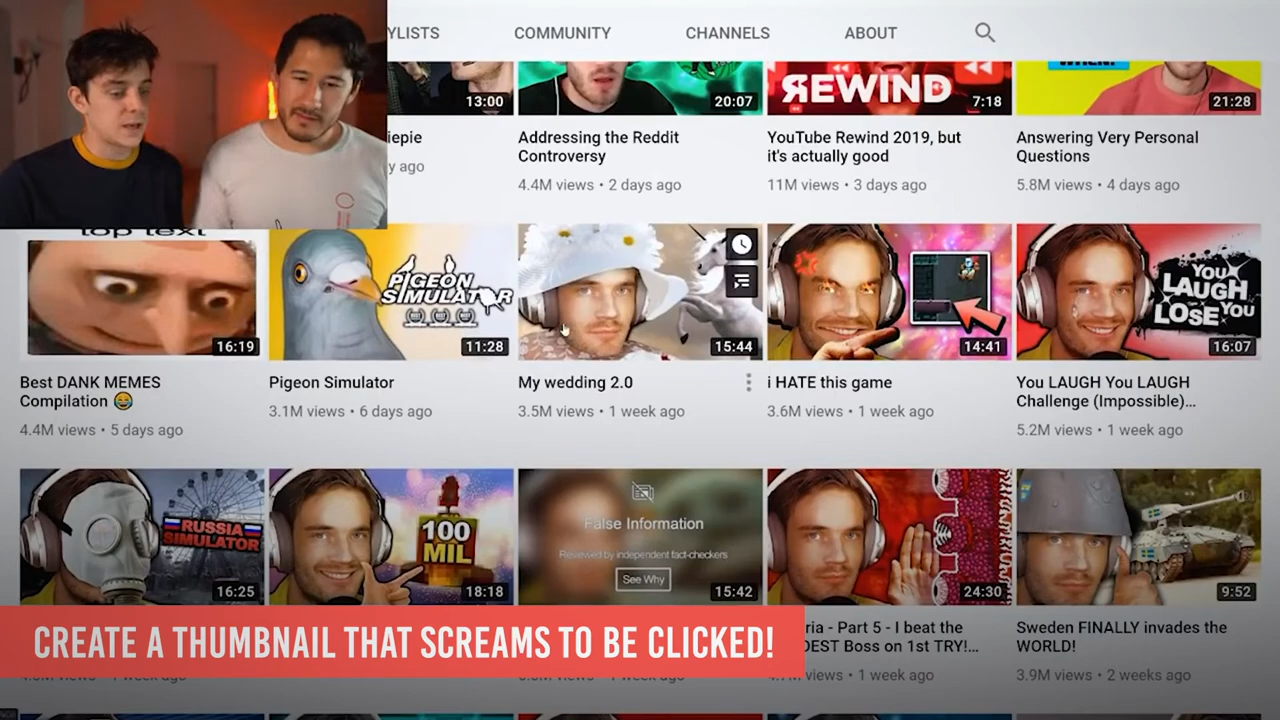 YLISTS
COMMUNITY
CHANNELS
ABOUT
13:00
20:07
REWIND
7:18
21:28
iepie
Addressing the Reddit
Controversy
YouTube Rewind 2019, but
it's actually good
Answering Very Personal
Questions
y ago
4.4M views • 2 days ago
11M views • 3 days ago
5.8M views • 4 days ago
top text
16:19
PIGEON
SIMULATOR
11:28
15:44
14:41
YOU
LAUGH
YOU
LOSE
16:07
Best DANK MEMES
Compilation 😂
4.4M views • 5 days ago
Pigeon Simulator
3.1M views • 6 days ago
My wedding 2.0
3.5M views • 1 week ago
i HATE this game
3.6M views • 1 week ago
You LAUGH You LAUGH
Challenge (Impossible)...
5.2M views • 1 week ago
RUSSIA
SIMULATOR
16:25
100
MIL
18:18
False Information
Reviewed by independent fact-checkers
See Why
15:42
24:30
9:52
CREATE A THUMBNAIL THAT SCREAMS TO BE CLICKED!
ria - Part 5 - I beat the
DEST Boss on 1st TRY!...
1 week ago
Sweden FINALLY invades the
WORLD!
3.9M views • 2 weeks ago